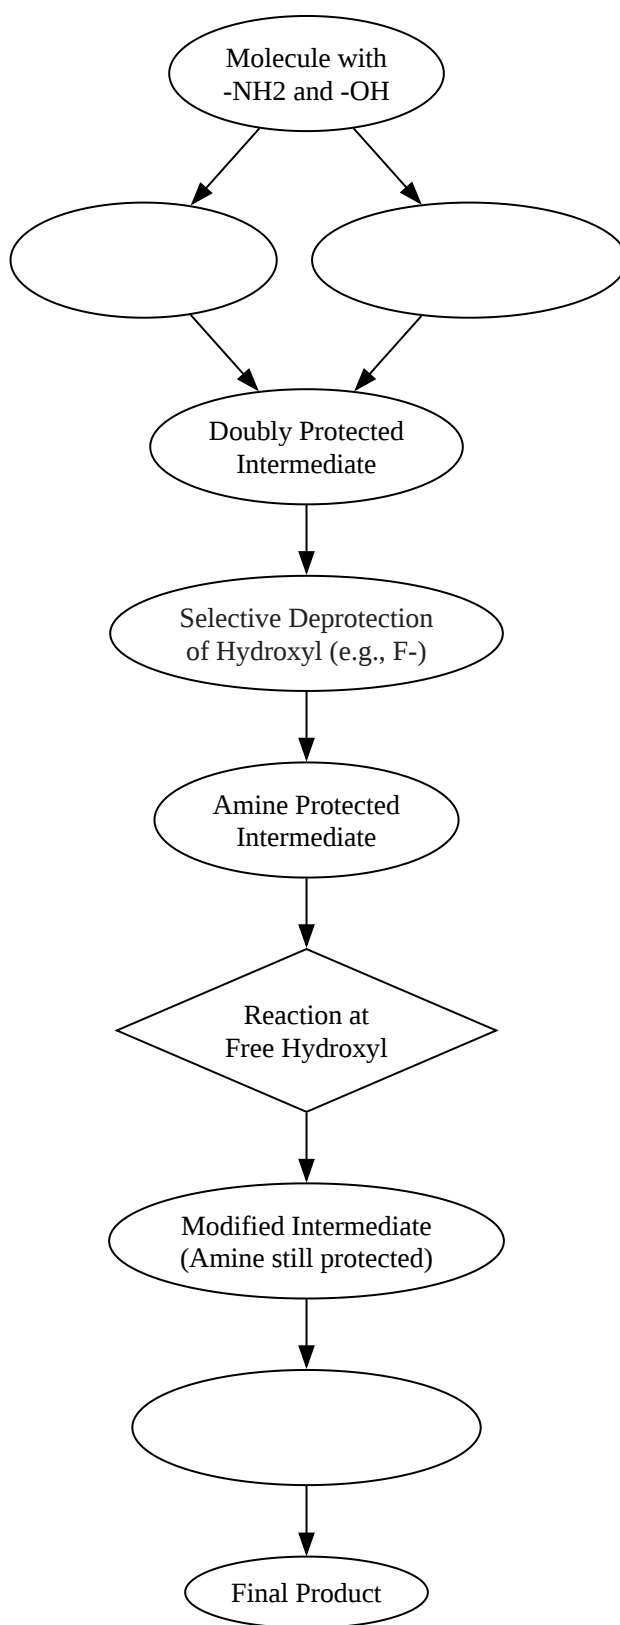 Molecule with
-NH2 and -OH
Doubly Protected
Intermediate
Selective Deprotection
of Hydroxyl (e.g., F-)
Amine Protected
Intermediate
Reaction at
Free Hydroxyl
Modified Intermediate
(Amine still protected)
Final Product